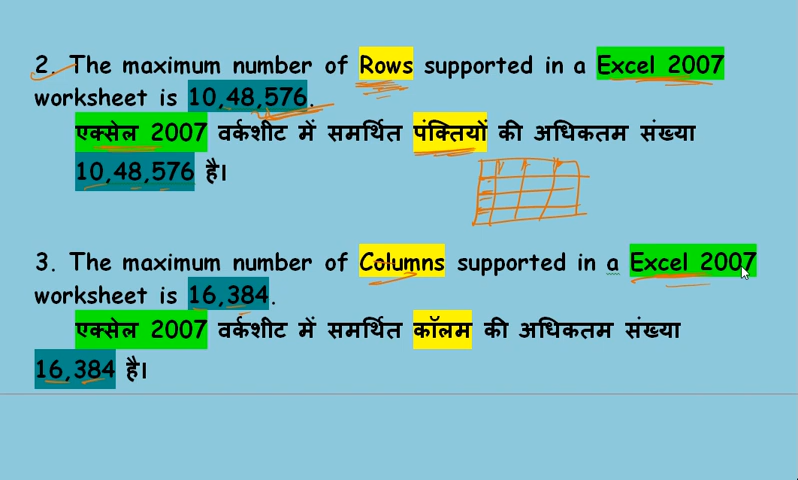 2. The maximum number of Rows supported in a Excel 2007
worksheet is 10,48,576.
एक्सेल 2007 वर्कशीट में समर्थित पंक्तियों की अधिकतम संख्या
10,48,576 है।
3. The maximum number of Columns supported in a Excel 2007
worksheet is 16,384.
एक्सेल 2007 वर्कशीट में समर्थित कॉलम की अधिकतम संख्या
16,384 है।